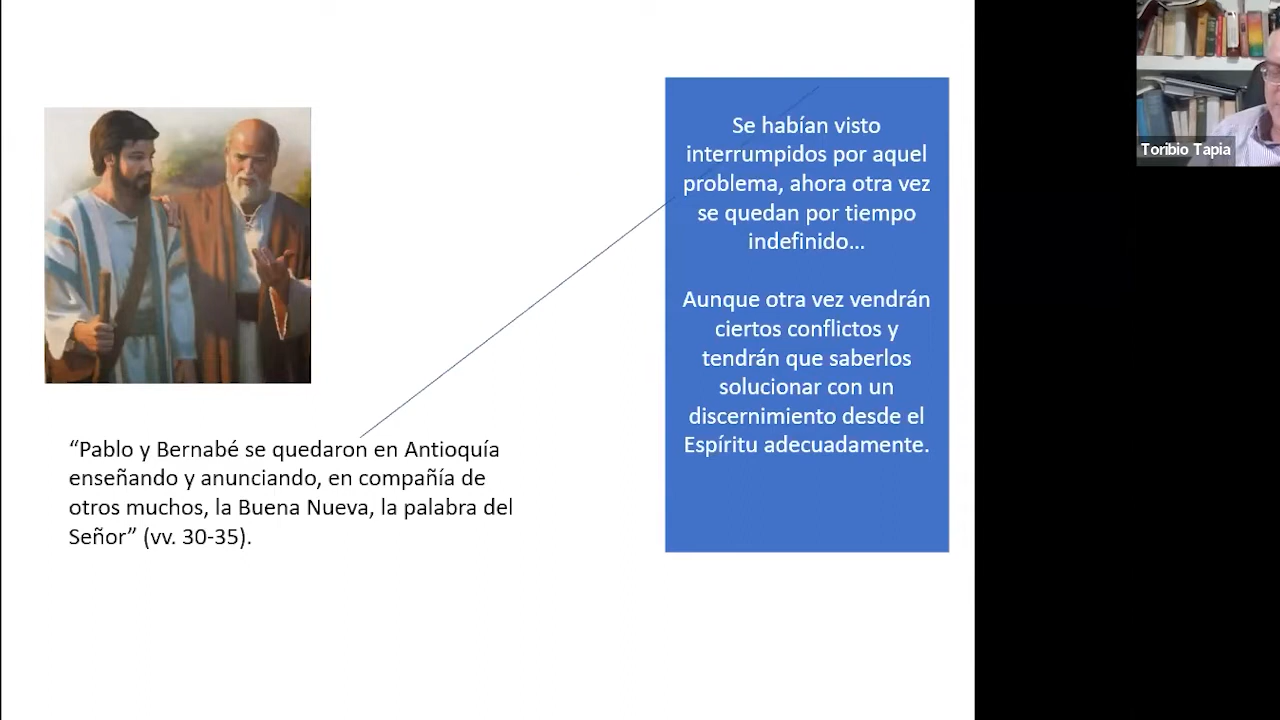 Se habían visto
interrumpidos por aquel
problema, ahora otra vez
se quedan por tiempo
indefinido...
Aunque otra vez vendrán
ciertos conflictos y
tendrán que saberlos
solucionar con un
discernimiento desde el
Espíritu adecuadamente.
“Pablo y Bernabé se quedaron en Antioquía
enseñando y anunciando, en compañía de
otros muchos, la Buena Nueva, la palabra del
Señor” (vv. 30-35).
Toribio Tapia